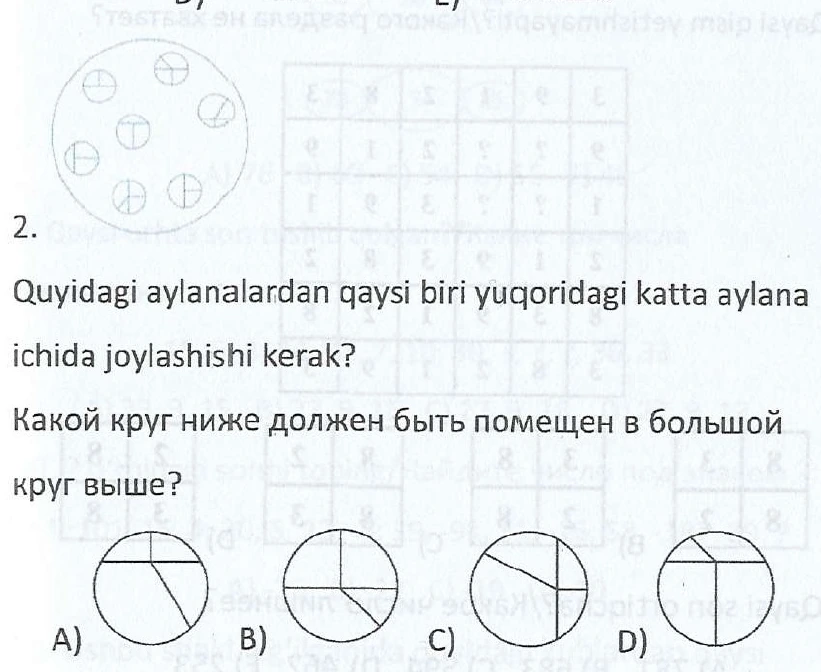 2.
Quyidagi aylanalardan qaysi biri yuqoridagi katta aylana
ichida joylashishi kerak?
Какой круг ниже должен быть помещен в большой
круг выше?
A) B) C) D)